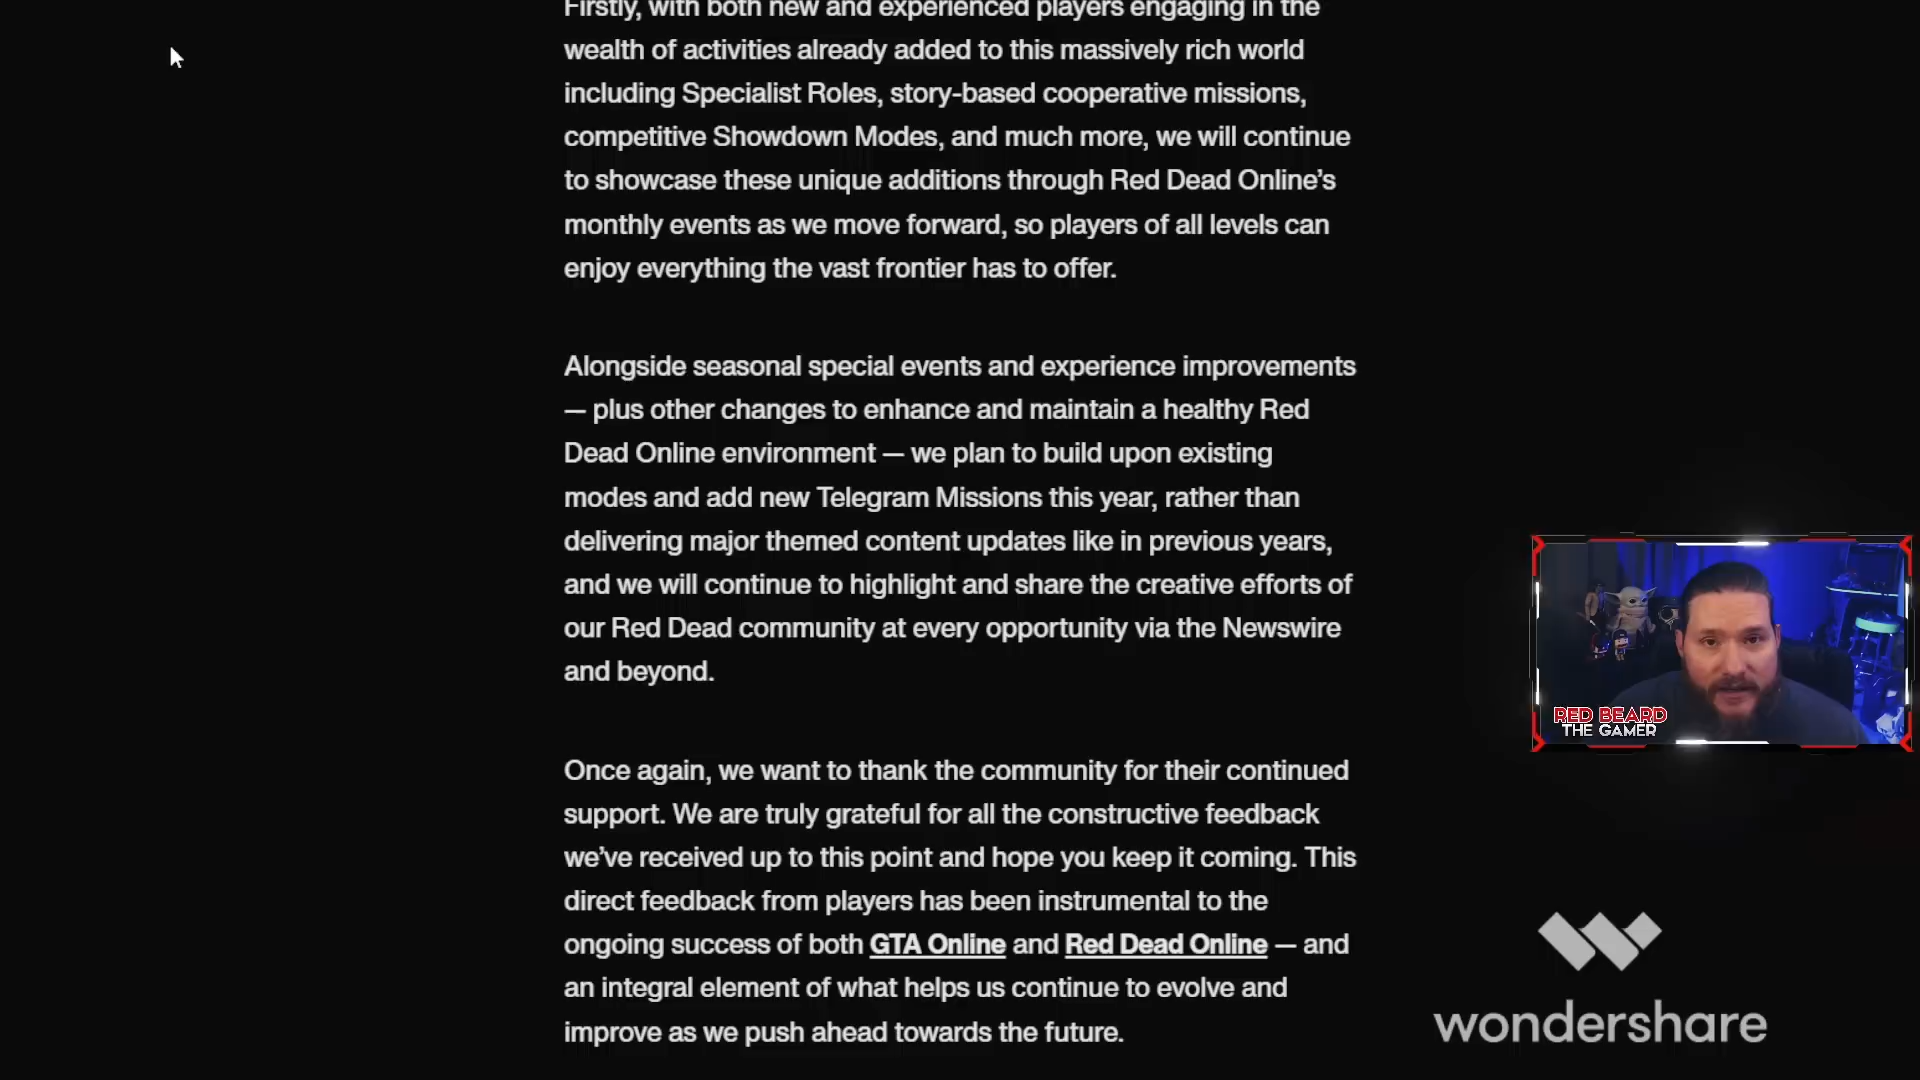 Firstly, with both new and experienced players engaging in the
wealth of activities already added to this massively rich world
including Specialist Roles, story-based cooperative missions,
competitive Showdown Modes, and much more, we will continue
to showcase these unique additions through Red Dead Online’s
monthly events as we move forward, so players of all levels can
enjoy everything the vast frontier has to offer.
Alongside seasonal special events and experience improvements
— plus other changes to enhance and maintain a healthy Red
Dead Online environment — we plan to build upon existing
modes and add new Telegram Missions this year, rather than
delivering major themed content updates like in previous years,
and we will continue to highlight and share the creative efforts of
our Red Dead community at every opportunity via the Newswire
and beyond.
Once again, we want to thank the community for their continued
support. We are truly grateful for all the constructive feedback
we’ve received up to this point and hope you keep it coming. This
direct feedback from players has been instrumental to the
ongoing success of both GTA Online and Red Dead Online — and
an integral element of what helps us continue to evolve and
improve as we push ahead towards the future.
RED BEARD
THE GAMER
wondershare